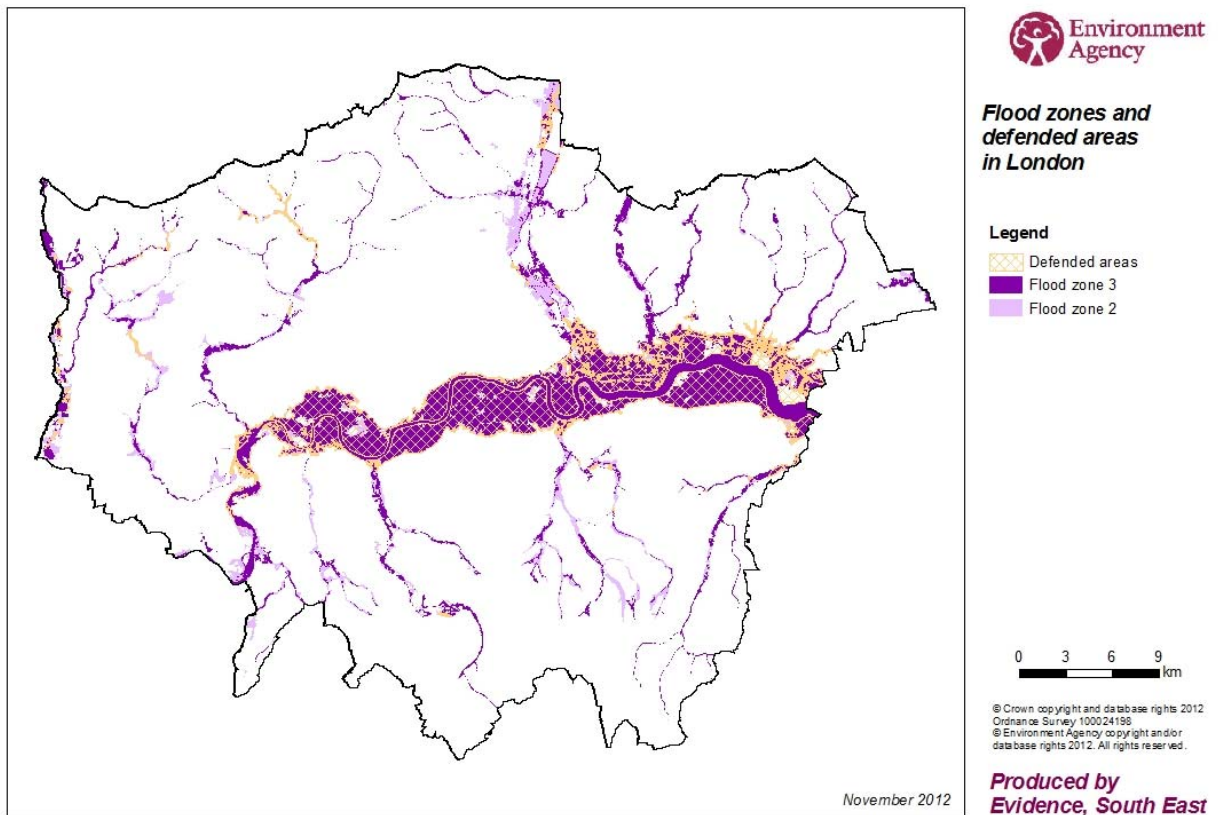 Environment
Agency
Flood zones and
defended areas
in London
Legend
Defended areas
Flood zone 3
Flood zone 2
0 3 6 9
km
© Crown copyright and database rights 2012
Ordnance Survey 100024198
© Environment Agency copyright and/or
database rights 2012. All rights reserved.
November 2012
Produced by
Evidence, South East